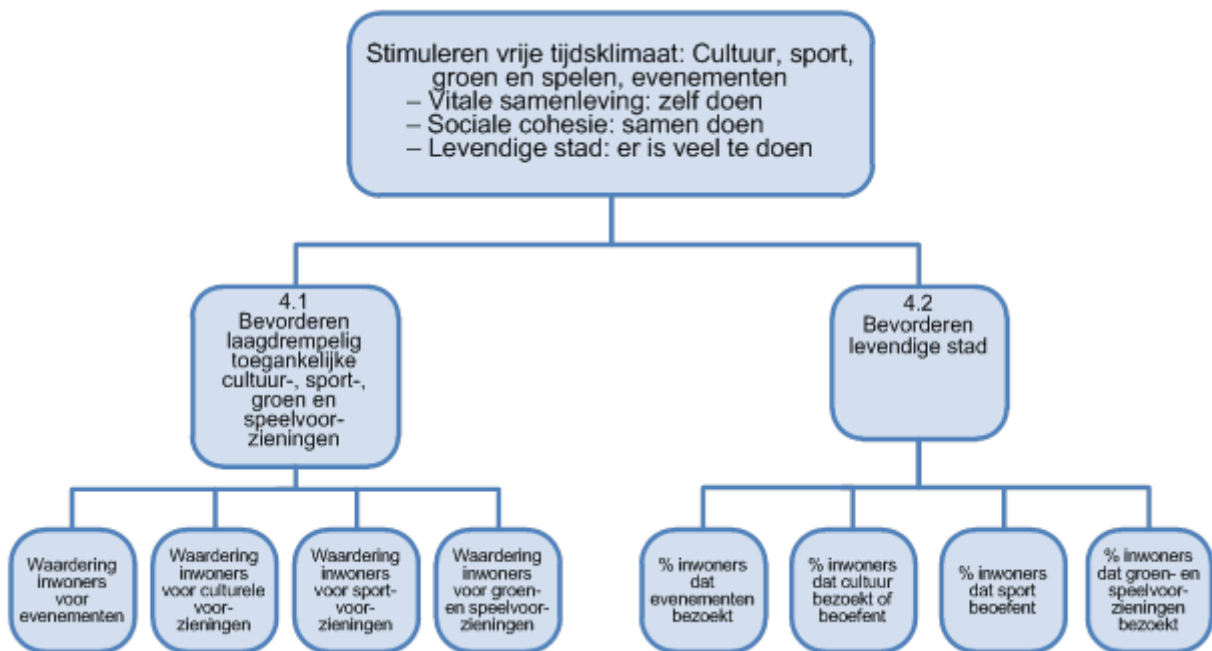 Stimuleren vrije tijdsklimaat: Cultuur, sport,
groen en spelen, evenementen
– Vitale samenleving: zelf doen
– Sociale cohesie: samen doen
– Levendige stad: er is veel te doen
4.1
Bevorderen
laagdrempelig
toegankelijke
cultuur-, sport-,
groen en
speelvoor-
zieningen
4.2
Bevorderen
levendige stad
Waardering
inwoners
voor
evenementen
Waardering
inwoners
voor culturele
voor-
zieningen
Waardering
inwoners
voor sport-
voor-
zieningen
Waardering
inwoners
voor groen-
en speelvoor-
zieningen
% inwoners
dat
evenementen
bezoekt
% inwoners
dat cultuur
bezoekt of
beoefent
% inwoners
dat sport
beoefent
% inwoners
dat groen- en
speelvoor-
zieningen
bezoekt